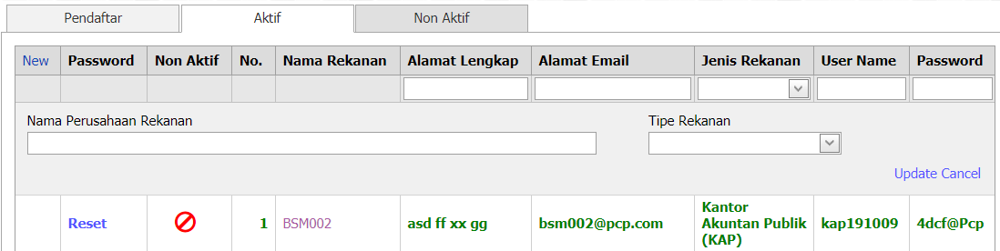 Pendaftar Aktif Non Aktif
New Password Non Aktif No. Nama Rekanan Alamat Lengkap Alamat Email Jenis Rekanan User Name Password
Nama Perusahaan Rekanan Tipe Rekanan
Update Cancel
Reset 1 BSM002 asd ff xx gg bsm002@pcp.com Kantor Akuntan Publik (KAP) kap191009 4dcf@Pcp